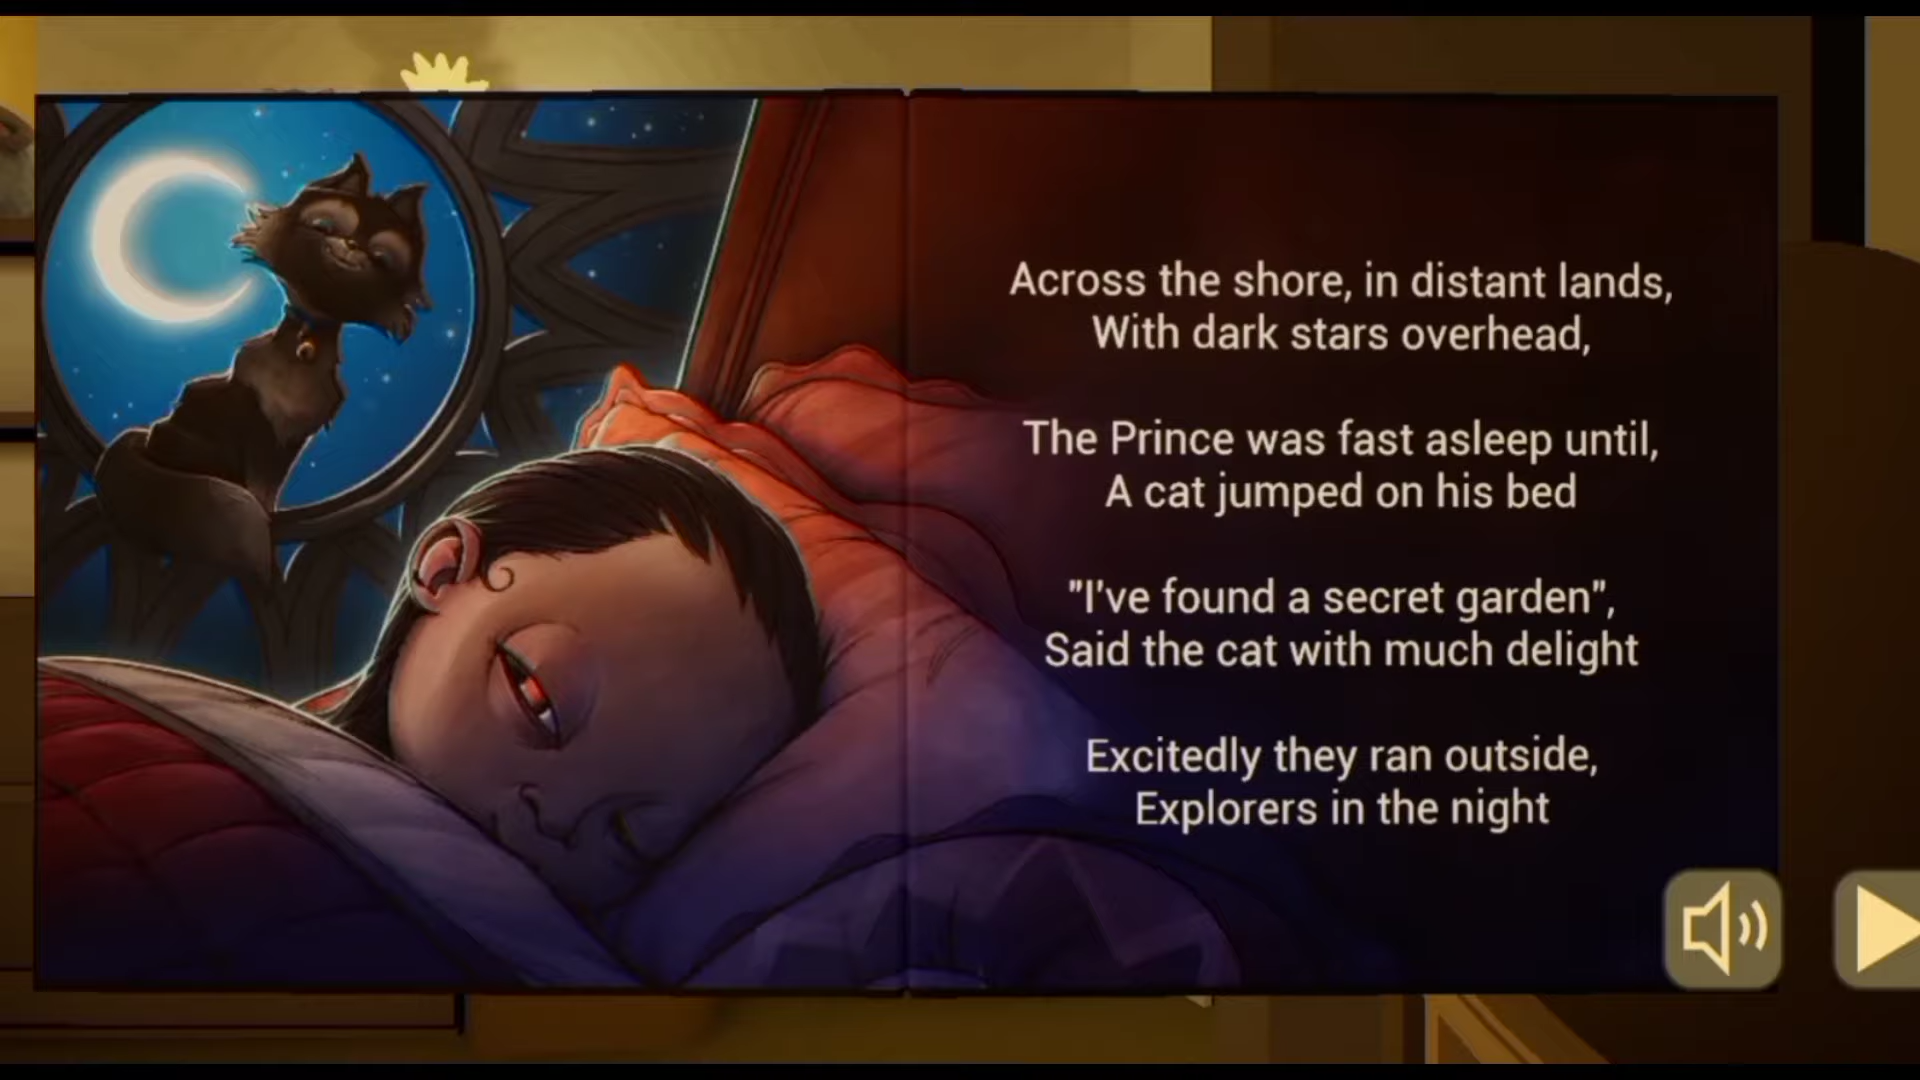 Across the shore, in distant lands,
With dark stars overhead,
The Prince was fast asleep until,
A cat jumped on his bed
"I've found a secret garden",
Said the cat with much delight
Excitedly they ran outside,
Explorers in the night